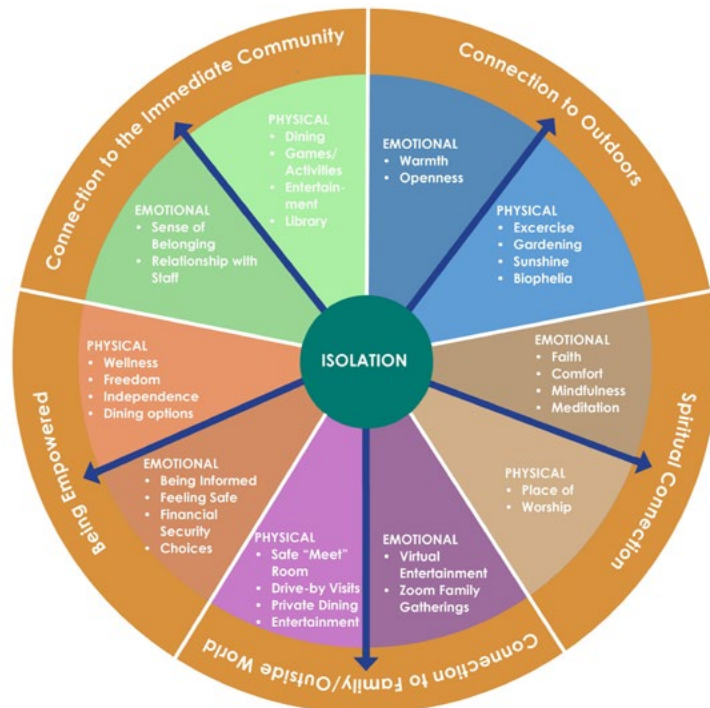 Connection to the Immediate Community
PHYSICAL
• Dining
• Games/
Activities
• Entertain-
ment
• Library
EMOTIONAL
• Sense of
Belonging
• Relationship with
Staff
Connection to Outdoors
EMOTIONAL
• Warmth
• Openness
PHYSICAL
• Excercise
• Gardening
• Sunshine
• Biophelia
ISOLATION
Spiritual Connection
EMOTIONAL
• Faith
• Comfort
• Mindfulness
• Meditation
PHYSICAL
• Place of
• Worship
Connection to Family/Outside World
EMOTIONAL
• Virtual
Entertainment
• Zoom Family
Gatherings
PHYSICAL
• Safe "Meet"
Room
• Drive-by Visits
• Private Dining
• Entertainment
Being Empowered
PHYSICAL
• Wellness
• Freedom
• Independence
• Dining options
EMOTIONAL
• Being Informed
• Feeling Safe
• Financial
Security
• Choices